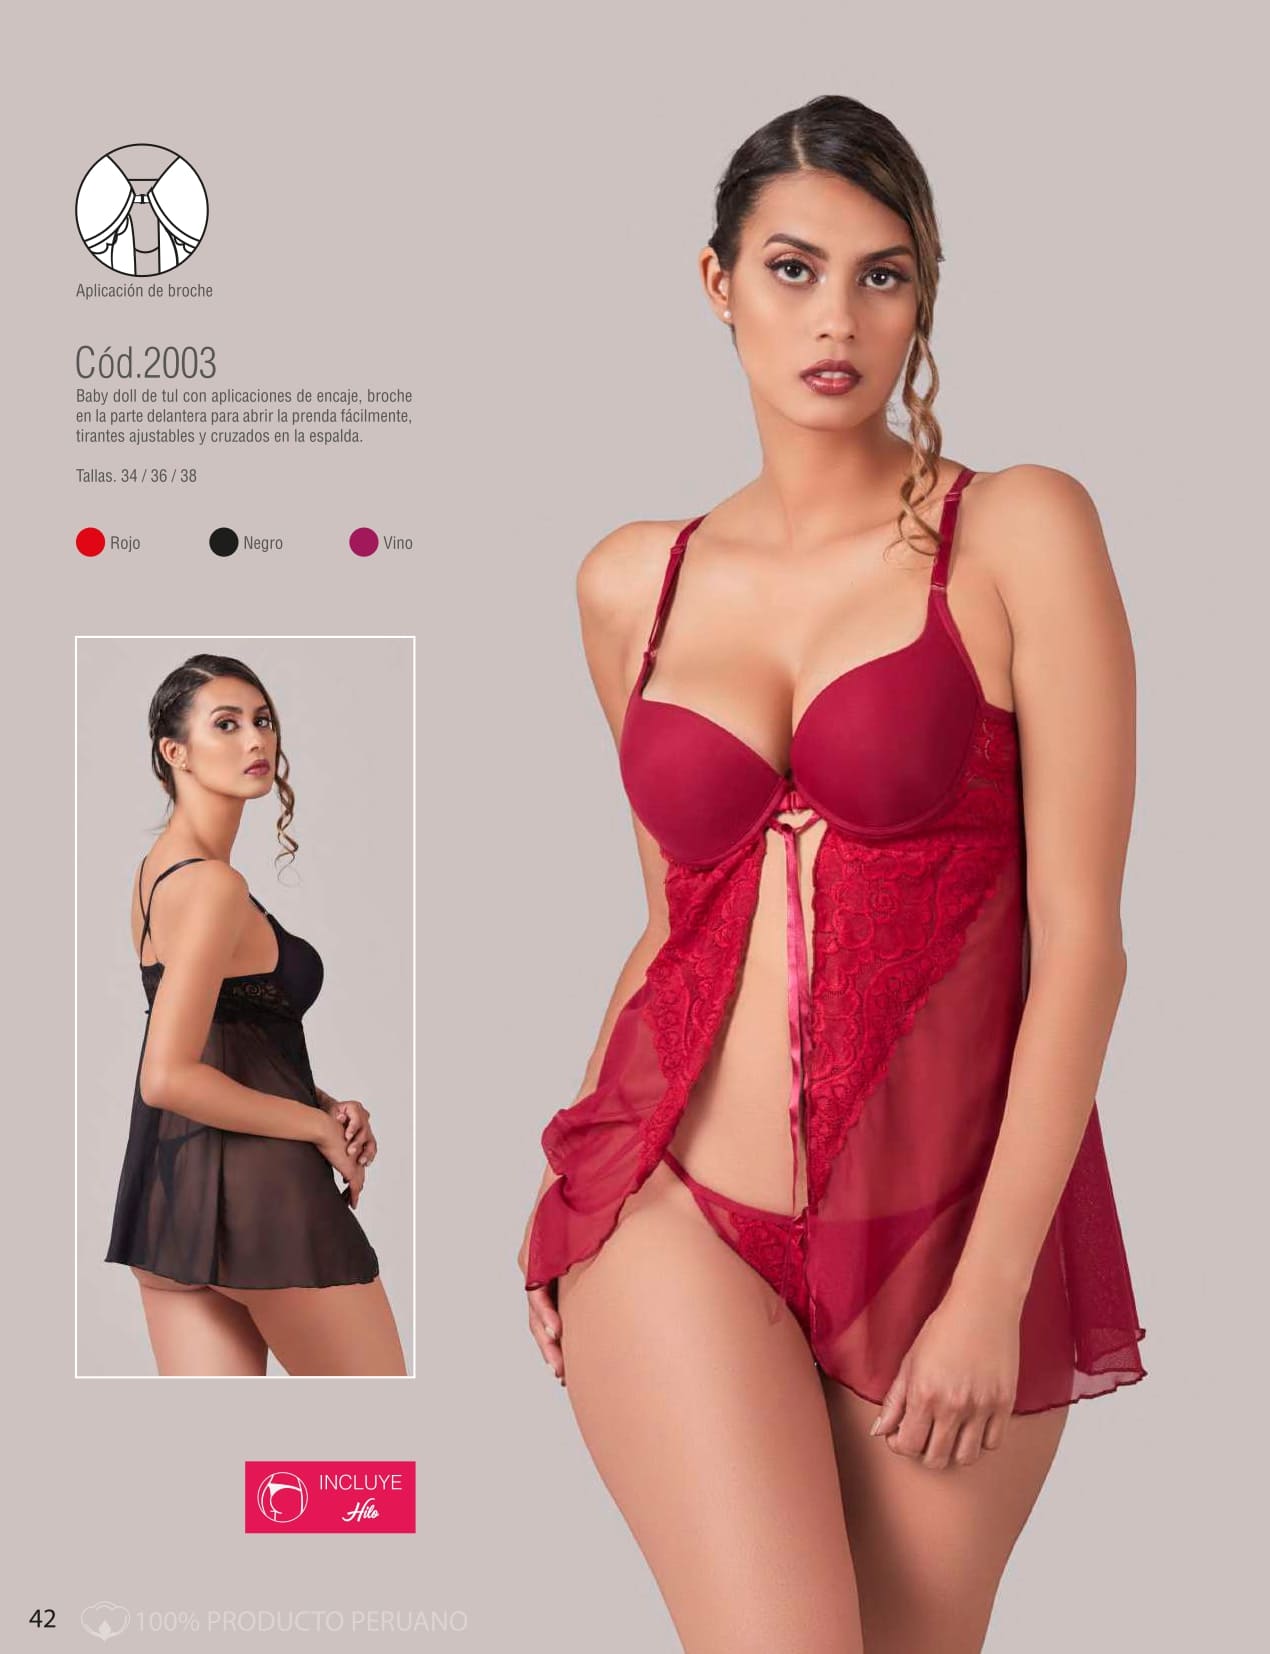 Aplicación de broche
Cód.2003
Baby doll de tul con aplicaciones de encaje, broche
en la parte delantera para abrir la prenda fácilmente,
tirantes ajustables y cruzados en la espalda.
Tallas. 34 / 36 / 38
Rojo Negro Vino
INCLUYE
Hilo
42 100% PRODUCTO PERUANO